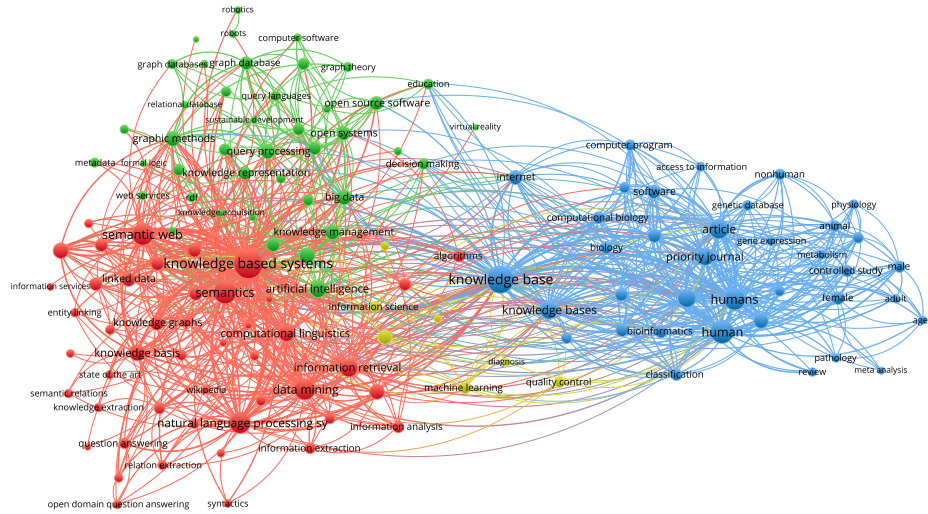 robotics
robots
computer software
graph databases
graph database
graph theory
education
query languages
relational database
open source software
sustainable development
virtual reality
graphic methods
open systems
computer program
query processing
metadata
formal logic
decision making
access to information
knowledge representation
internet
nonhuman
web services
rdf
big data
software
genetic database
physiology
knowledge acquisition
computational biology
animal
semantic web
knowledge management
article
gene expression
biology
algorithms
priority journal
metabolism
knowledge based systems
male
controlled study
linked data
knowledge base
information services
semantics
artificial intelligence
humans
female
adult
information science
entity linking
knowledge bases
knowledge graphs
age
computational linguistics
bioinformatics
human
knowledge basis
diagnosis
pathology
information retrieval
state of the art
classification
review
meta analysis
quality control
machine learning
semantic relations
wikipedia
data mining
knowledge extraction
natural language processing sy
information analysis
question answering
information extraction
relation extraction
open domain question answering
syntactics